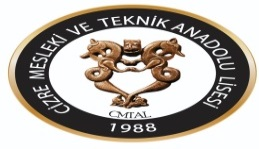 CİZRE MESLEKİ VE TEKNİK ANADOLU LİSESİ
CMTAL
1988